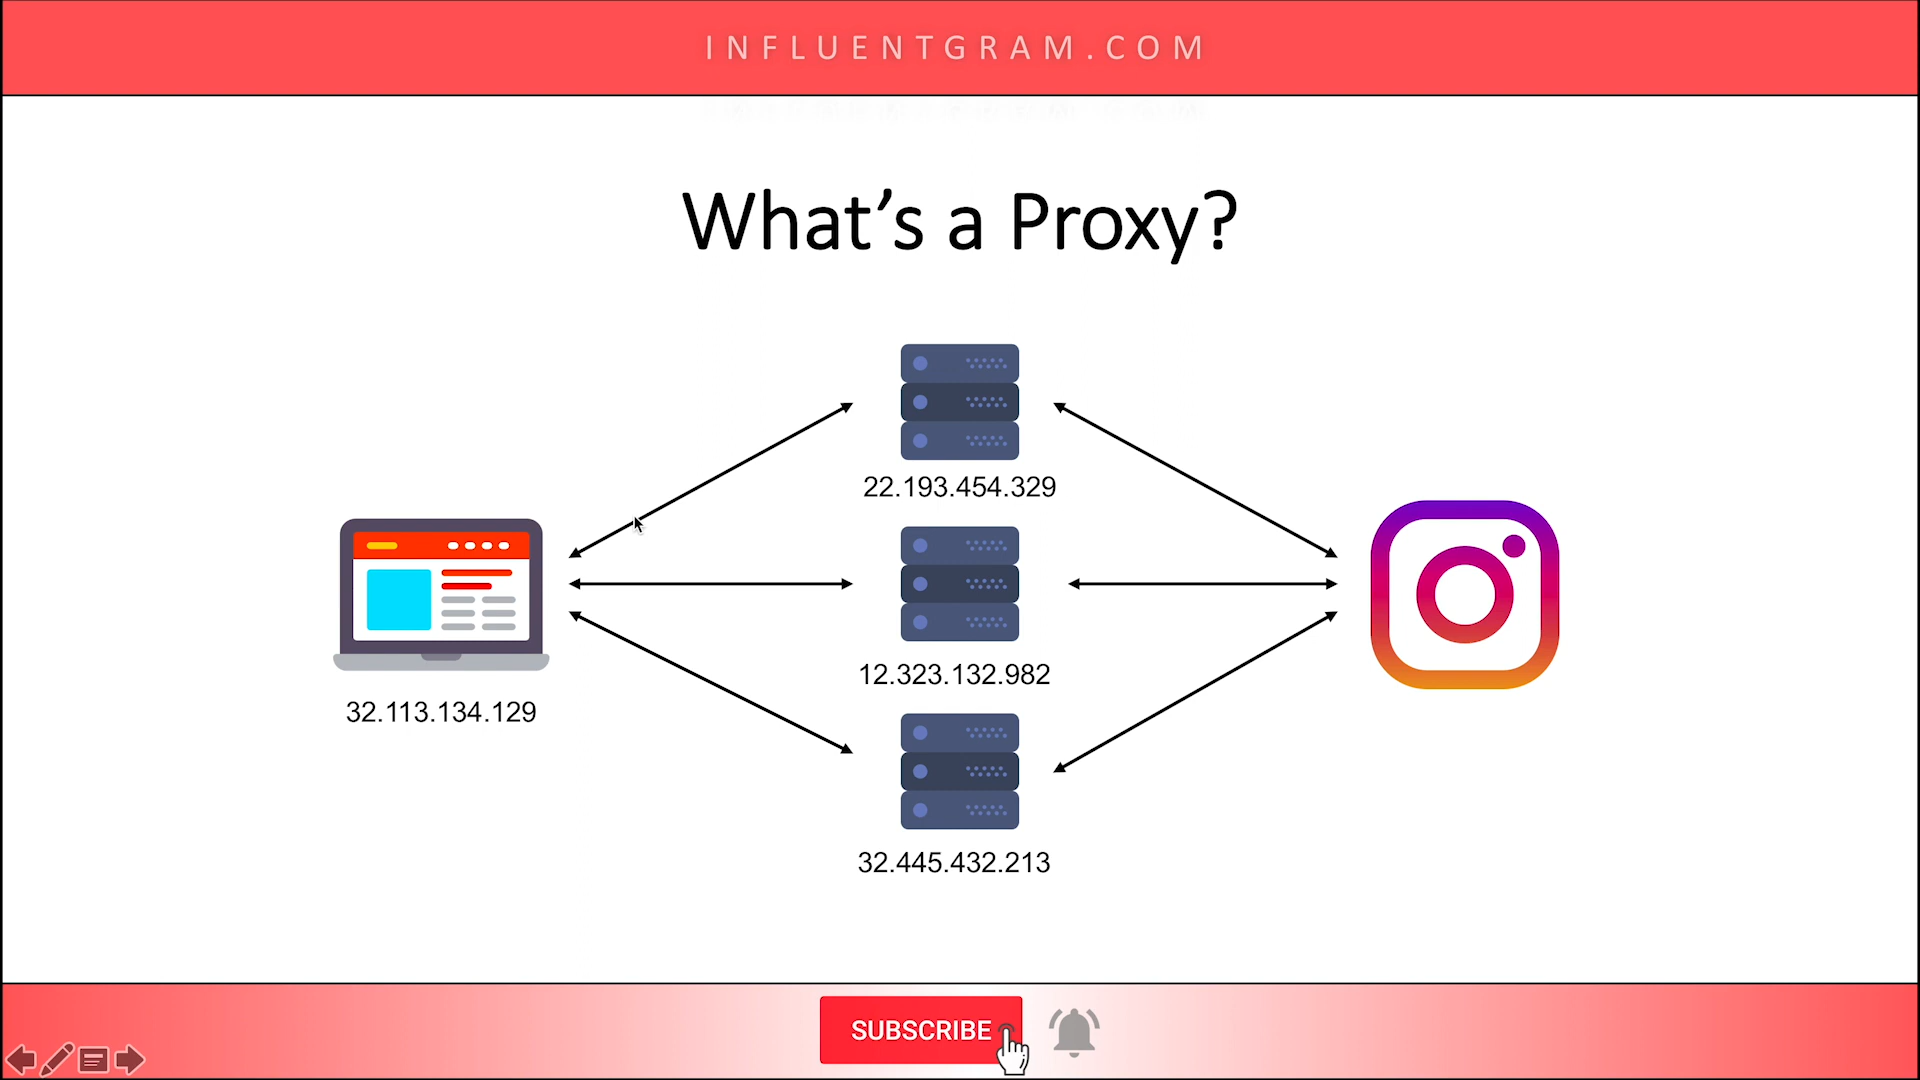 INFLUENTGRAM.COM
What's a Proxy?
22.193.454.329
12.323.132.982
32.113.134.129
32.445.432.213
SUBSCRIBE